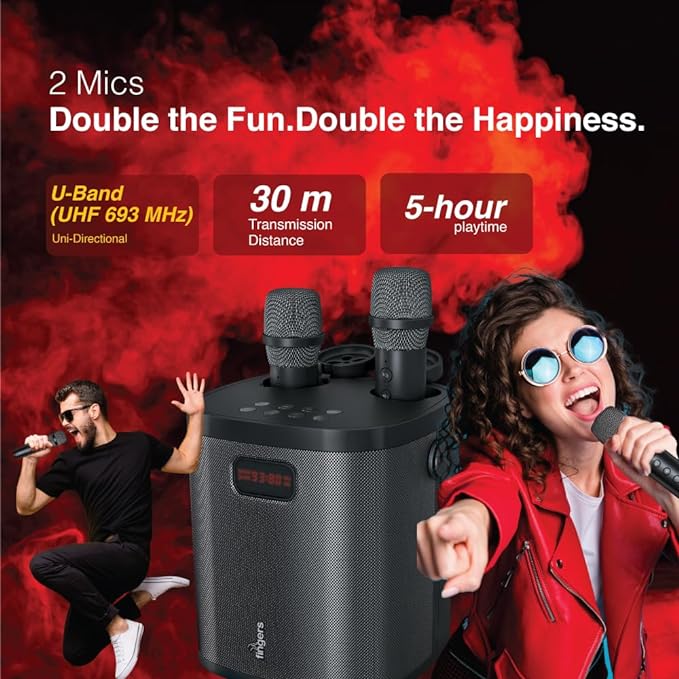 2 Mics
Double the Fun.Double the Happiness.
U-Band
(UHF 693 MHz)
Uni-Directional
30 m
Transmission
Distance
5-hour
playtime
fingers